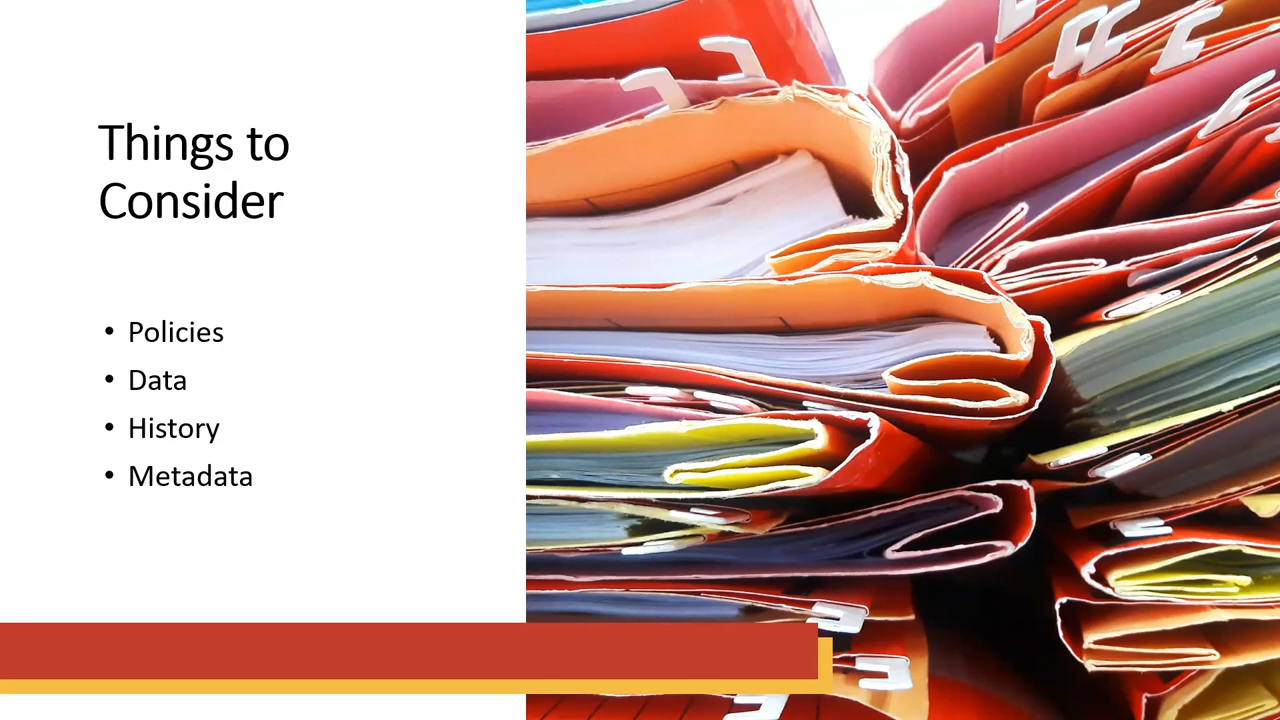 Things to
Consider
• Policies
• Data
• History
• Metadata